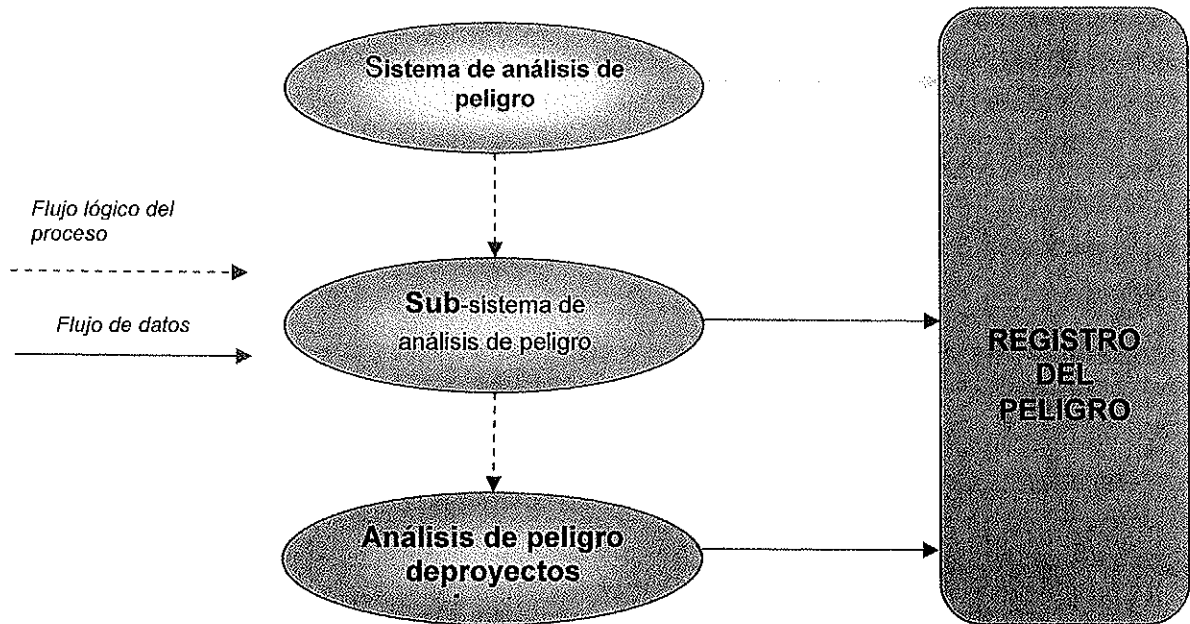 Sistema de análisis de
peligro
Flujo lógico del
proceso
Flujo de datos
Sub-sistema de
análisis de peligro
REGISTRO
DEL
PELIGRO
Análisis de peligro
deproyectos